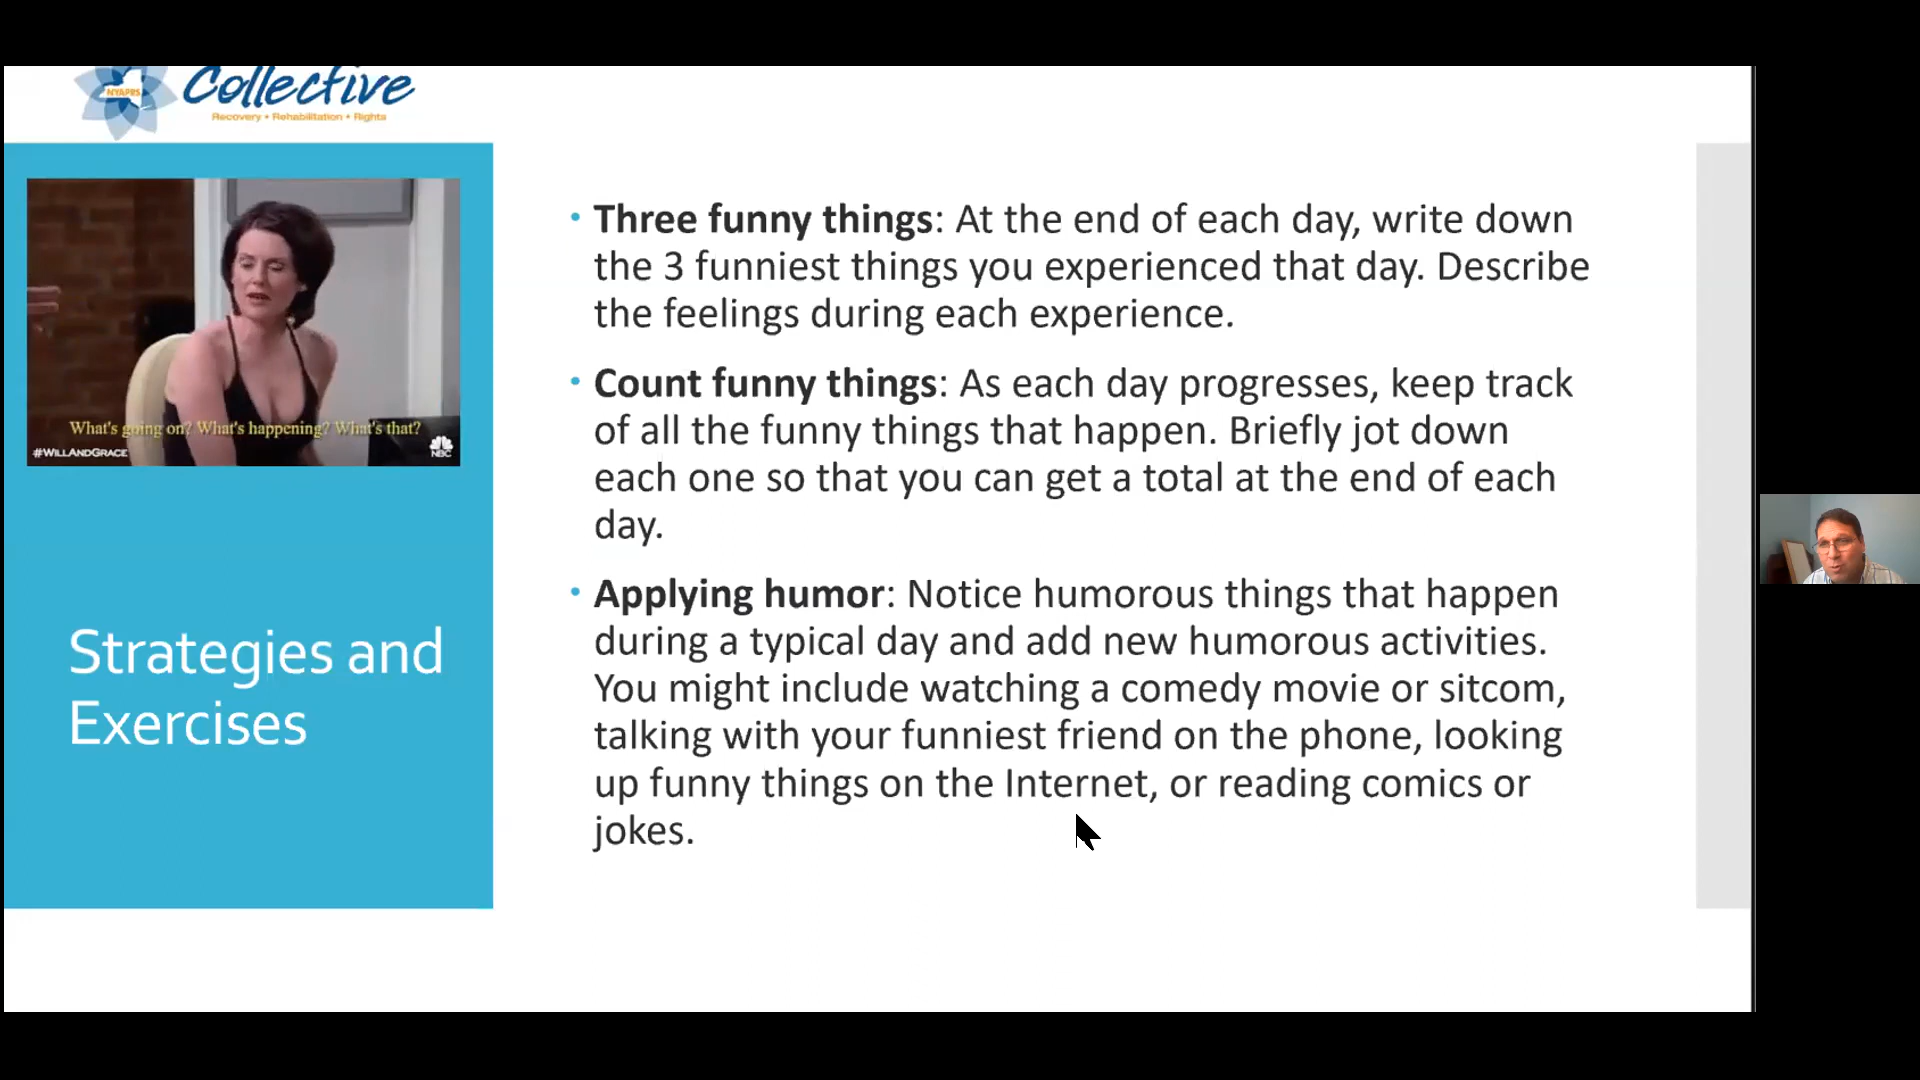 NYAPRS
Collective
Recovery • Rehabilitation • Rights
What's going on? What's happening? What's that?
#WILLANDGRACE
NBC
Strategies and
Exercises
• Three funny things: At the end of each day, write down
the 3 funniest things you experienced that day. Describe
the feelings during each experience.
• Count funny things: As each day progresses, keep track
of all the funny things that happen. Briefly jot down
each one so that you can get a total at the end of each
day.
• Applying humor: Notice humorous things that happen
during a typical day and add new humorous activities.
You might include watching a comedy movie or sitcom,
talking with your funniest friend on the phone, looking
up funny things on the Internet, or reading comics or
jokes.